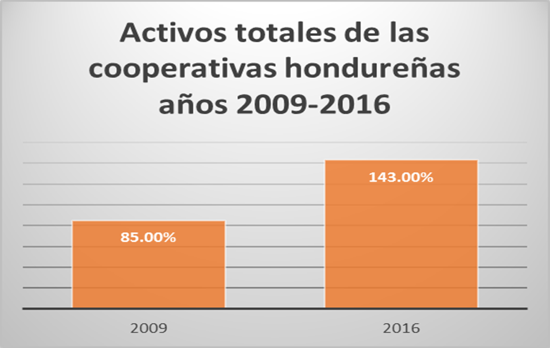 Activos totales de las
cooperativas hondureñas
años 2009-2016
143.00%
85.00%
2009 2016